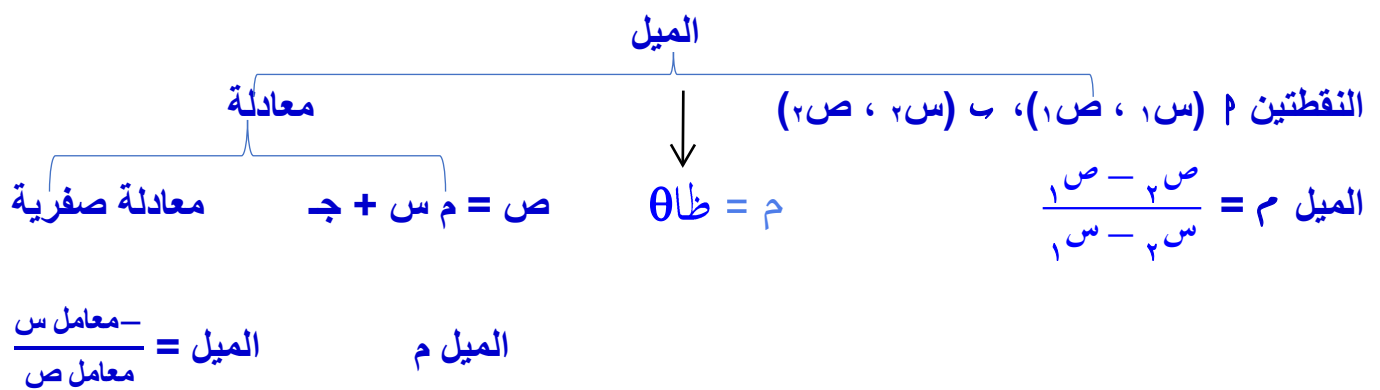 الميل
النقطتين أ (س١ ، ص١)، ب (س٢ ، ص٢)
معادلة
الميل م = (ص٢ – ص١)/(س٢ – س١)
م = ظاθ
ص = م س + جـ
معادلة صفرية
الميل م
الميل = –معامل س/معامل ص